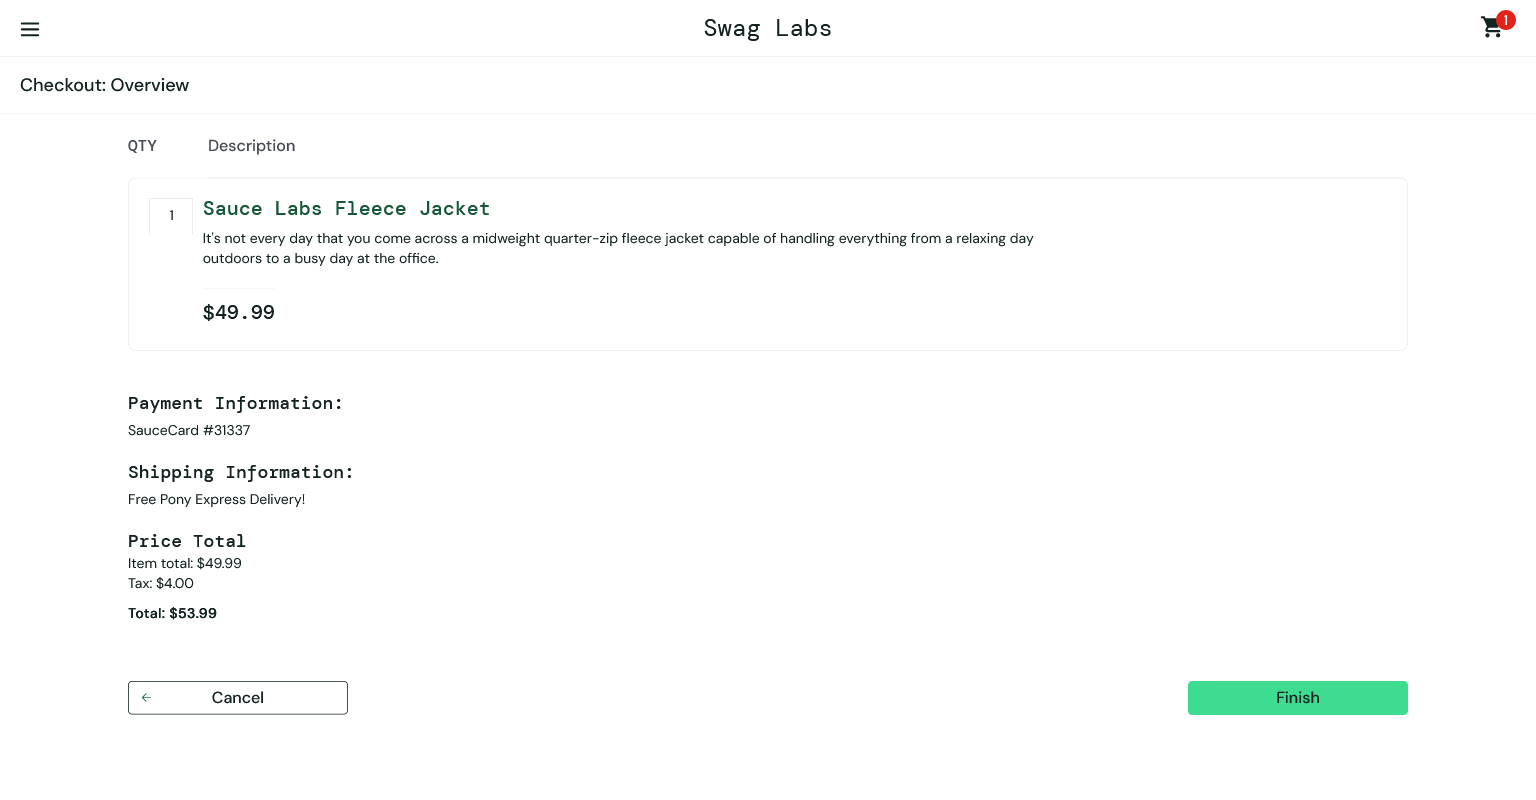 Swag Labs
1
Checkout: Overview
QTY Description
1
Sauce Labs Fleece Jacket
It's not every day that you come across a midweight quarter-zip fleece jacket capable of handling everything from a relaxing day
outdoors to a busy day at the office.
$49.99
Payment Information:
SauceCard #31337
Shipping Information:
Free Pony Express Delivery!
Price Total
Item total: $49.99
Tax: $4.00
Total: $53.99
Cancel
Finish